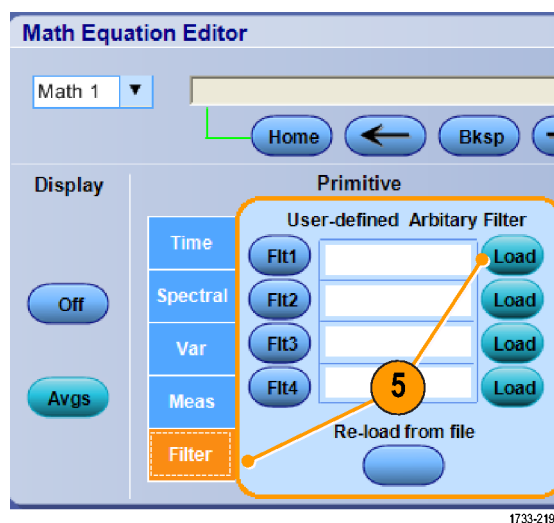 Math Equation Editor
Math 1
Home
Bksp
Display
Primitive
User-defined Arbitary Filter
Time
Flt1
Load
Spectral
Flt2
Load
Off
Var
Flt3
Load
Avgs
Meas
Flt4
5
Load
Filter
Re-load from file
1733-219